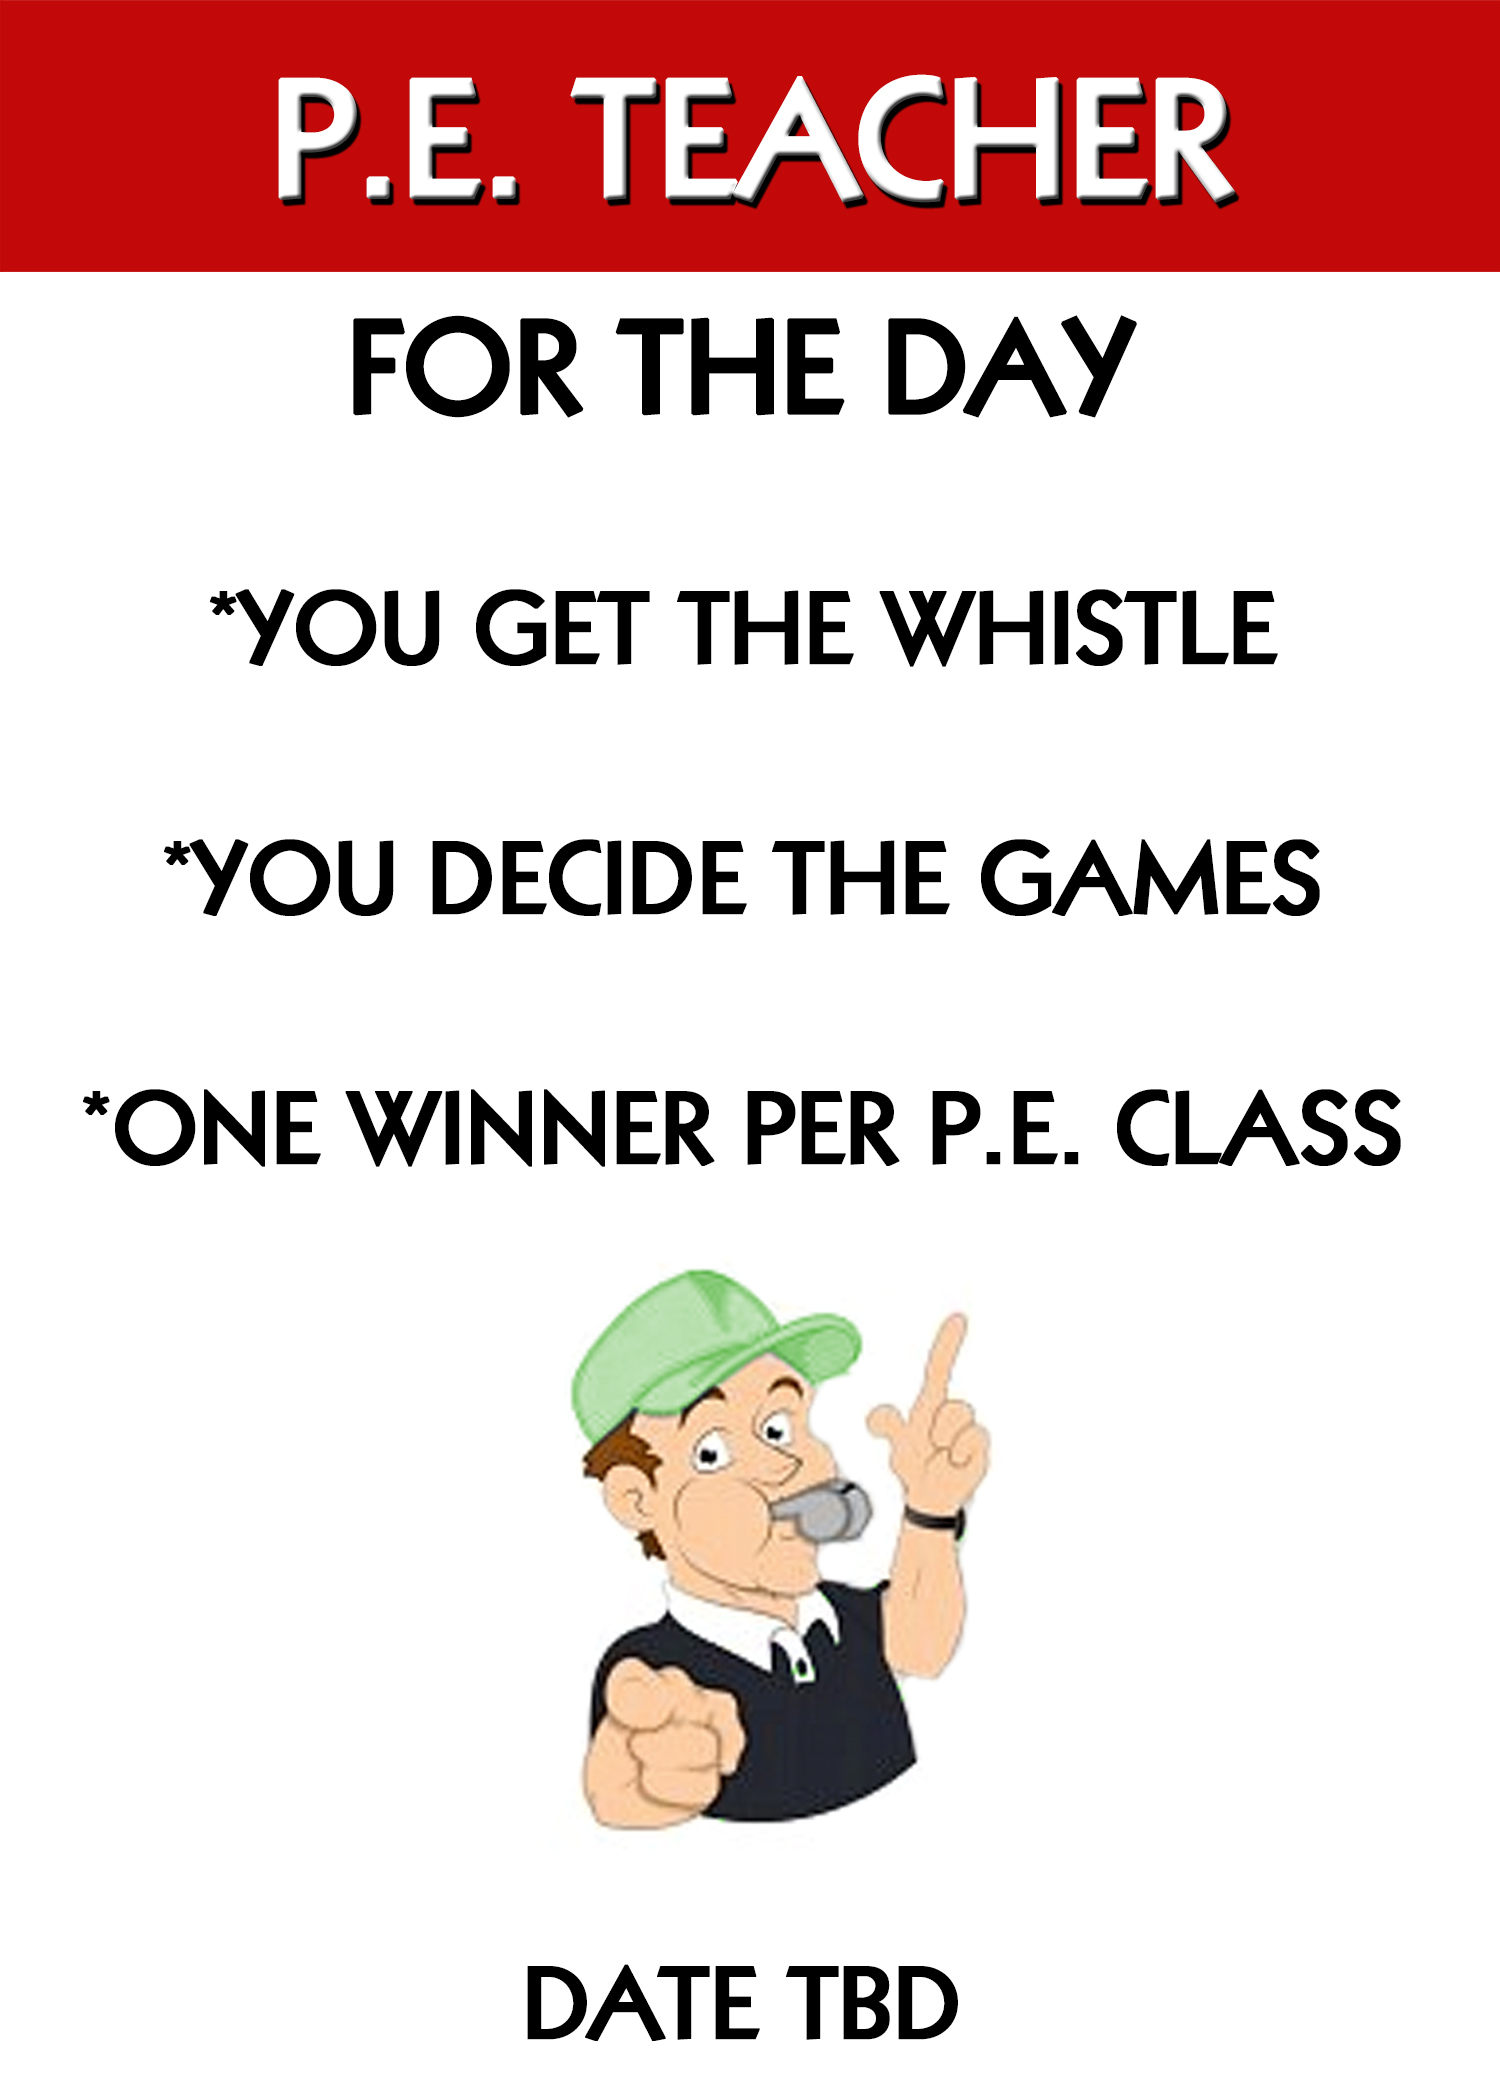 P.E. TEACHER
FOR THE DAY
*YOU GET THE WHISTLE
*YOU DECIDE THE GAMES
*ONE WINNER PER P.E. CLASS
DATE TBD